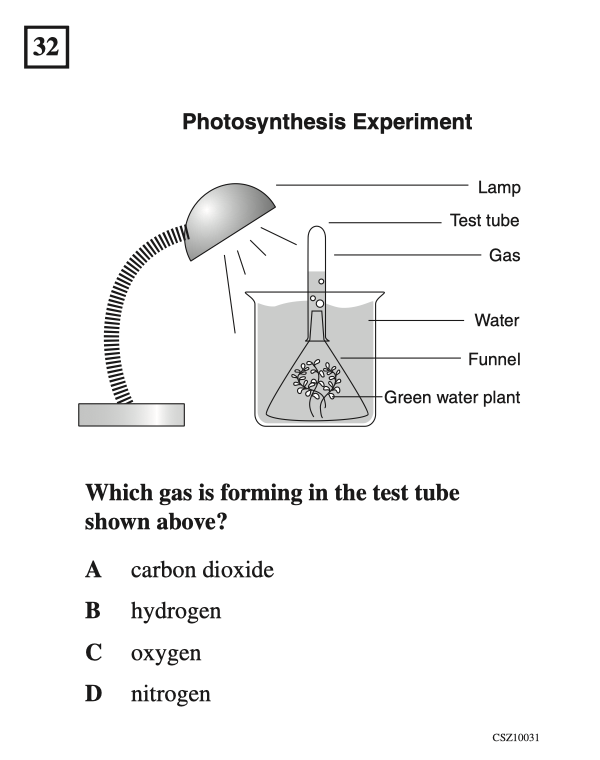 32
Photosynthesis Experiment
Lamp
Test tube
Gas
Water
Funnel
Green water plant
Which gas is forming in the test tube
shown above?
A carbon dioxide
B hydrogen
C oxygen
D nitrogen
CSZ10031